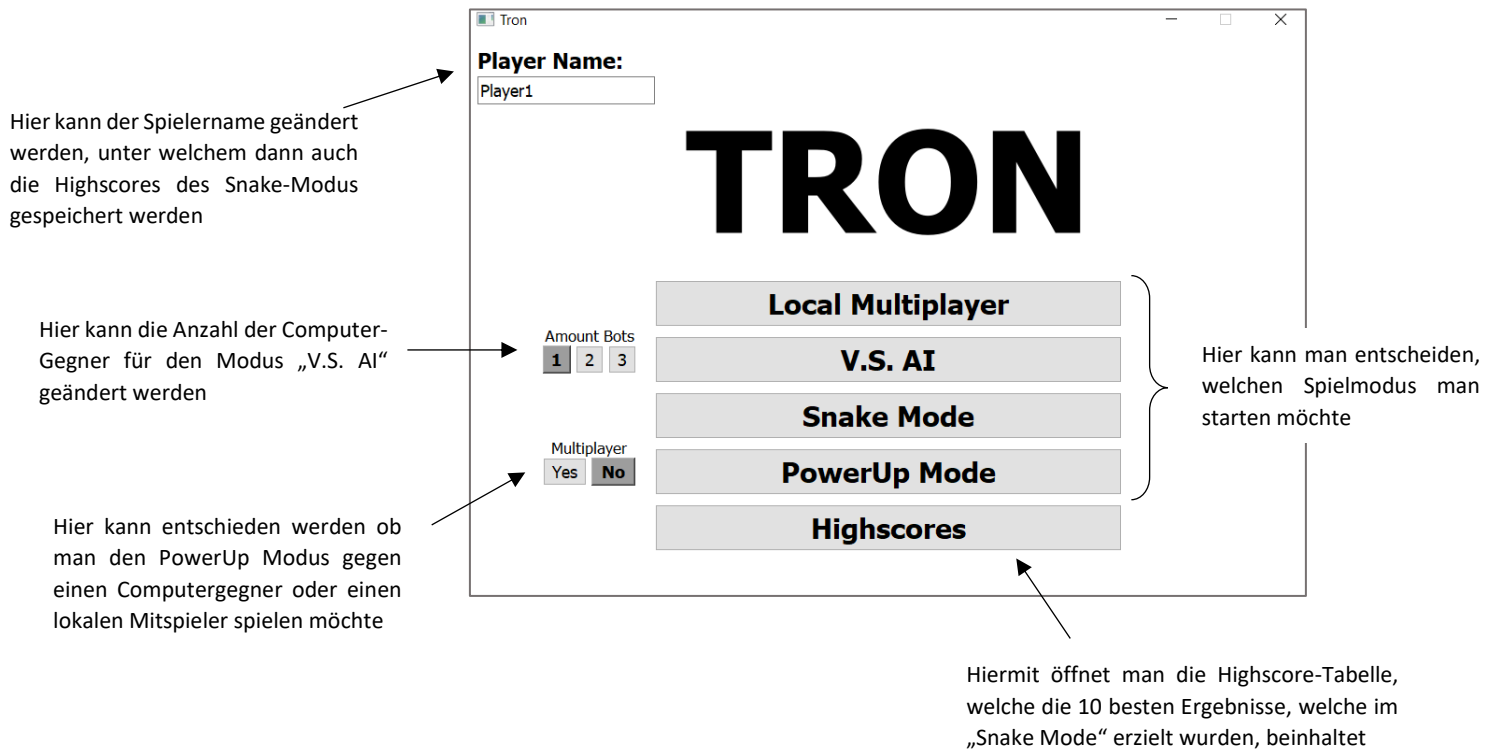 Tron
Player Name:
Player1
Hier kann der Spielername geändert
werden, unter welchem dann auch
die Highscores des Snake-Modus
gespeichert werden
TRON
Local Multiplayer
Hier kann die Anzahl der Computer-
Gegner für den Modus „V.S. AI“
geändert werden
Amount Bots
1 2 3
V.S. AI
Hier kann man entscheiden,
welchen Spielmodus man
starten möchte
Snake Mode
Multiplayer
Yes No
PowerUp Mode
Hier kann entschieden werden ob
man den PowerUp Modus gegen
einen Computergegner oder einen
lokalen Mitspieler spielen möchte
Highscores
Hiermit öffnet man die Highscore-Tabelle,
welche die 10 besten Ergebnisse, welche im
„Snake Mode“ erzielt wurden, beinhaltet